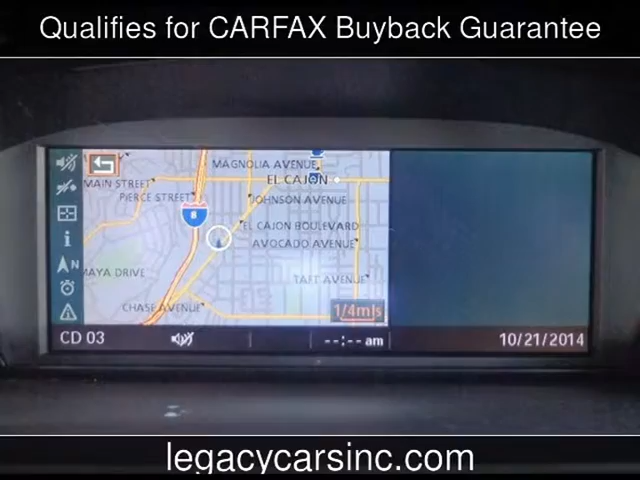 Qualifies for CARFAX Buyback Guarantee
MAGNOLIA AVENUE
MAIN STREET
EL CAJON
PIERCE STREET
JOHNSON AVENUE
8
EL CAJON BOULEVARD
AVOCADO AVENUE
N
MAYA DRIVE
TAFT AVENUE
CHASE AVENUE
1/4mls
CD 03
--:-- am
10/21/2014
legacycarsinc.com